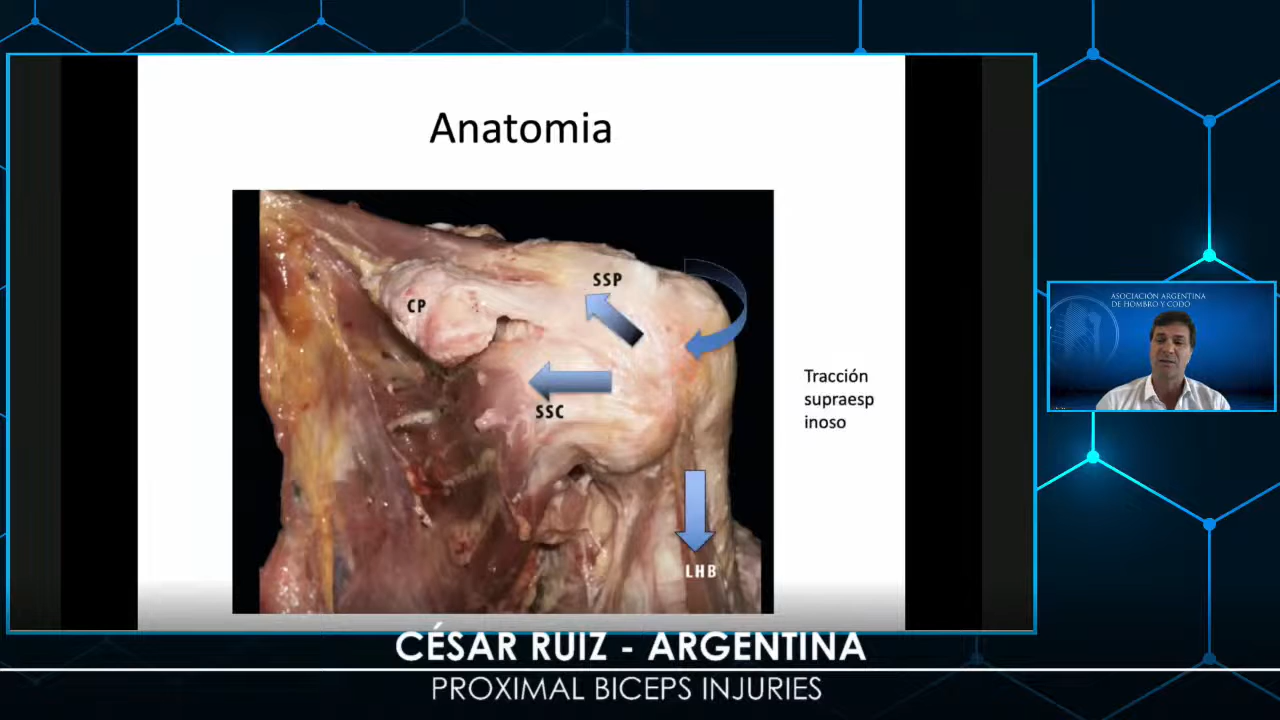 Anatomia
SSP
CP
SSC
LHB
Tracción
supraesp
inoso
ASOCIACIÓN ARGENTINA
DE HOMBRO Y CODO
CÉSAR RUIZ - ARGENTINA
PROXIMAL BICEPS INJURIES